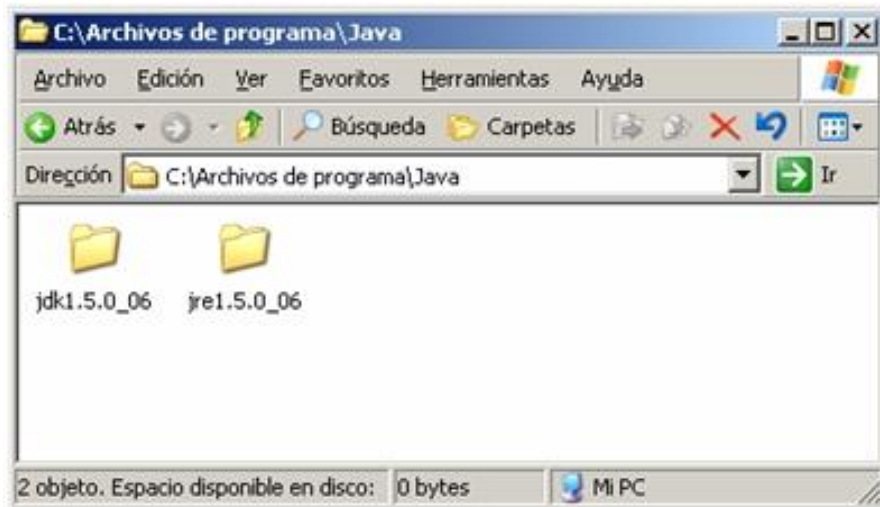 C:\Archivos de programa\Java
Archivo Edición Ver Favoritos Herramientas Ayuda
Atrás Búsqueda Carpetas
Dirección C:\Archivos de programa\Java Ir
jdk1.5.0_06 jre1.5.0_06
2 objeto. Espacio disponible en disco: 0 bytes Mi PC